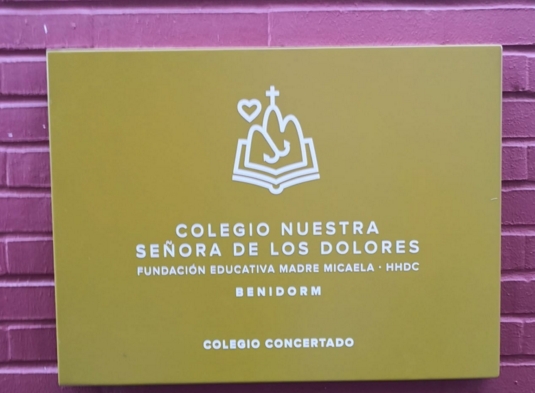 COLEGIO NUESTRA
SEÑORA DE LOS DOLORES
FUNDACIÓN EDUCATIVA MADRE MICAELA · HHDC
BENIDORM
COLEGIO CONCERTADO